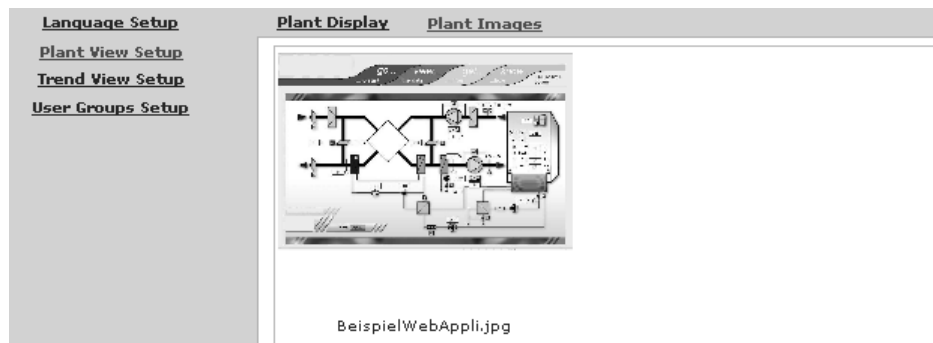 Language Setup
Plant View Setup
Trend View Setup
User Groups Setup
Plant Display Plant Images
BeispielWebAppli.jpg